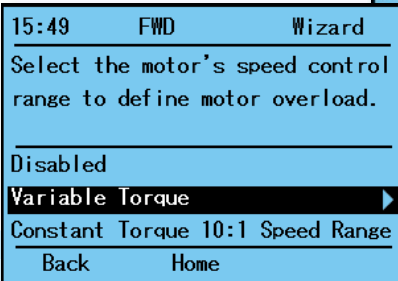 15:49 FWD Wizard
Select the motor's speed control
range to define motor overload.
Disabled
Variable Torque
Constant Torque 10:1 Speed Range
Back Home